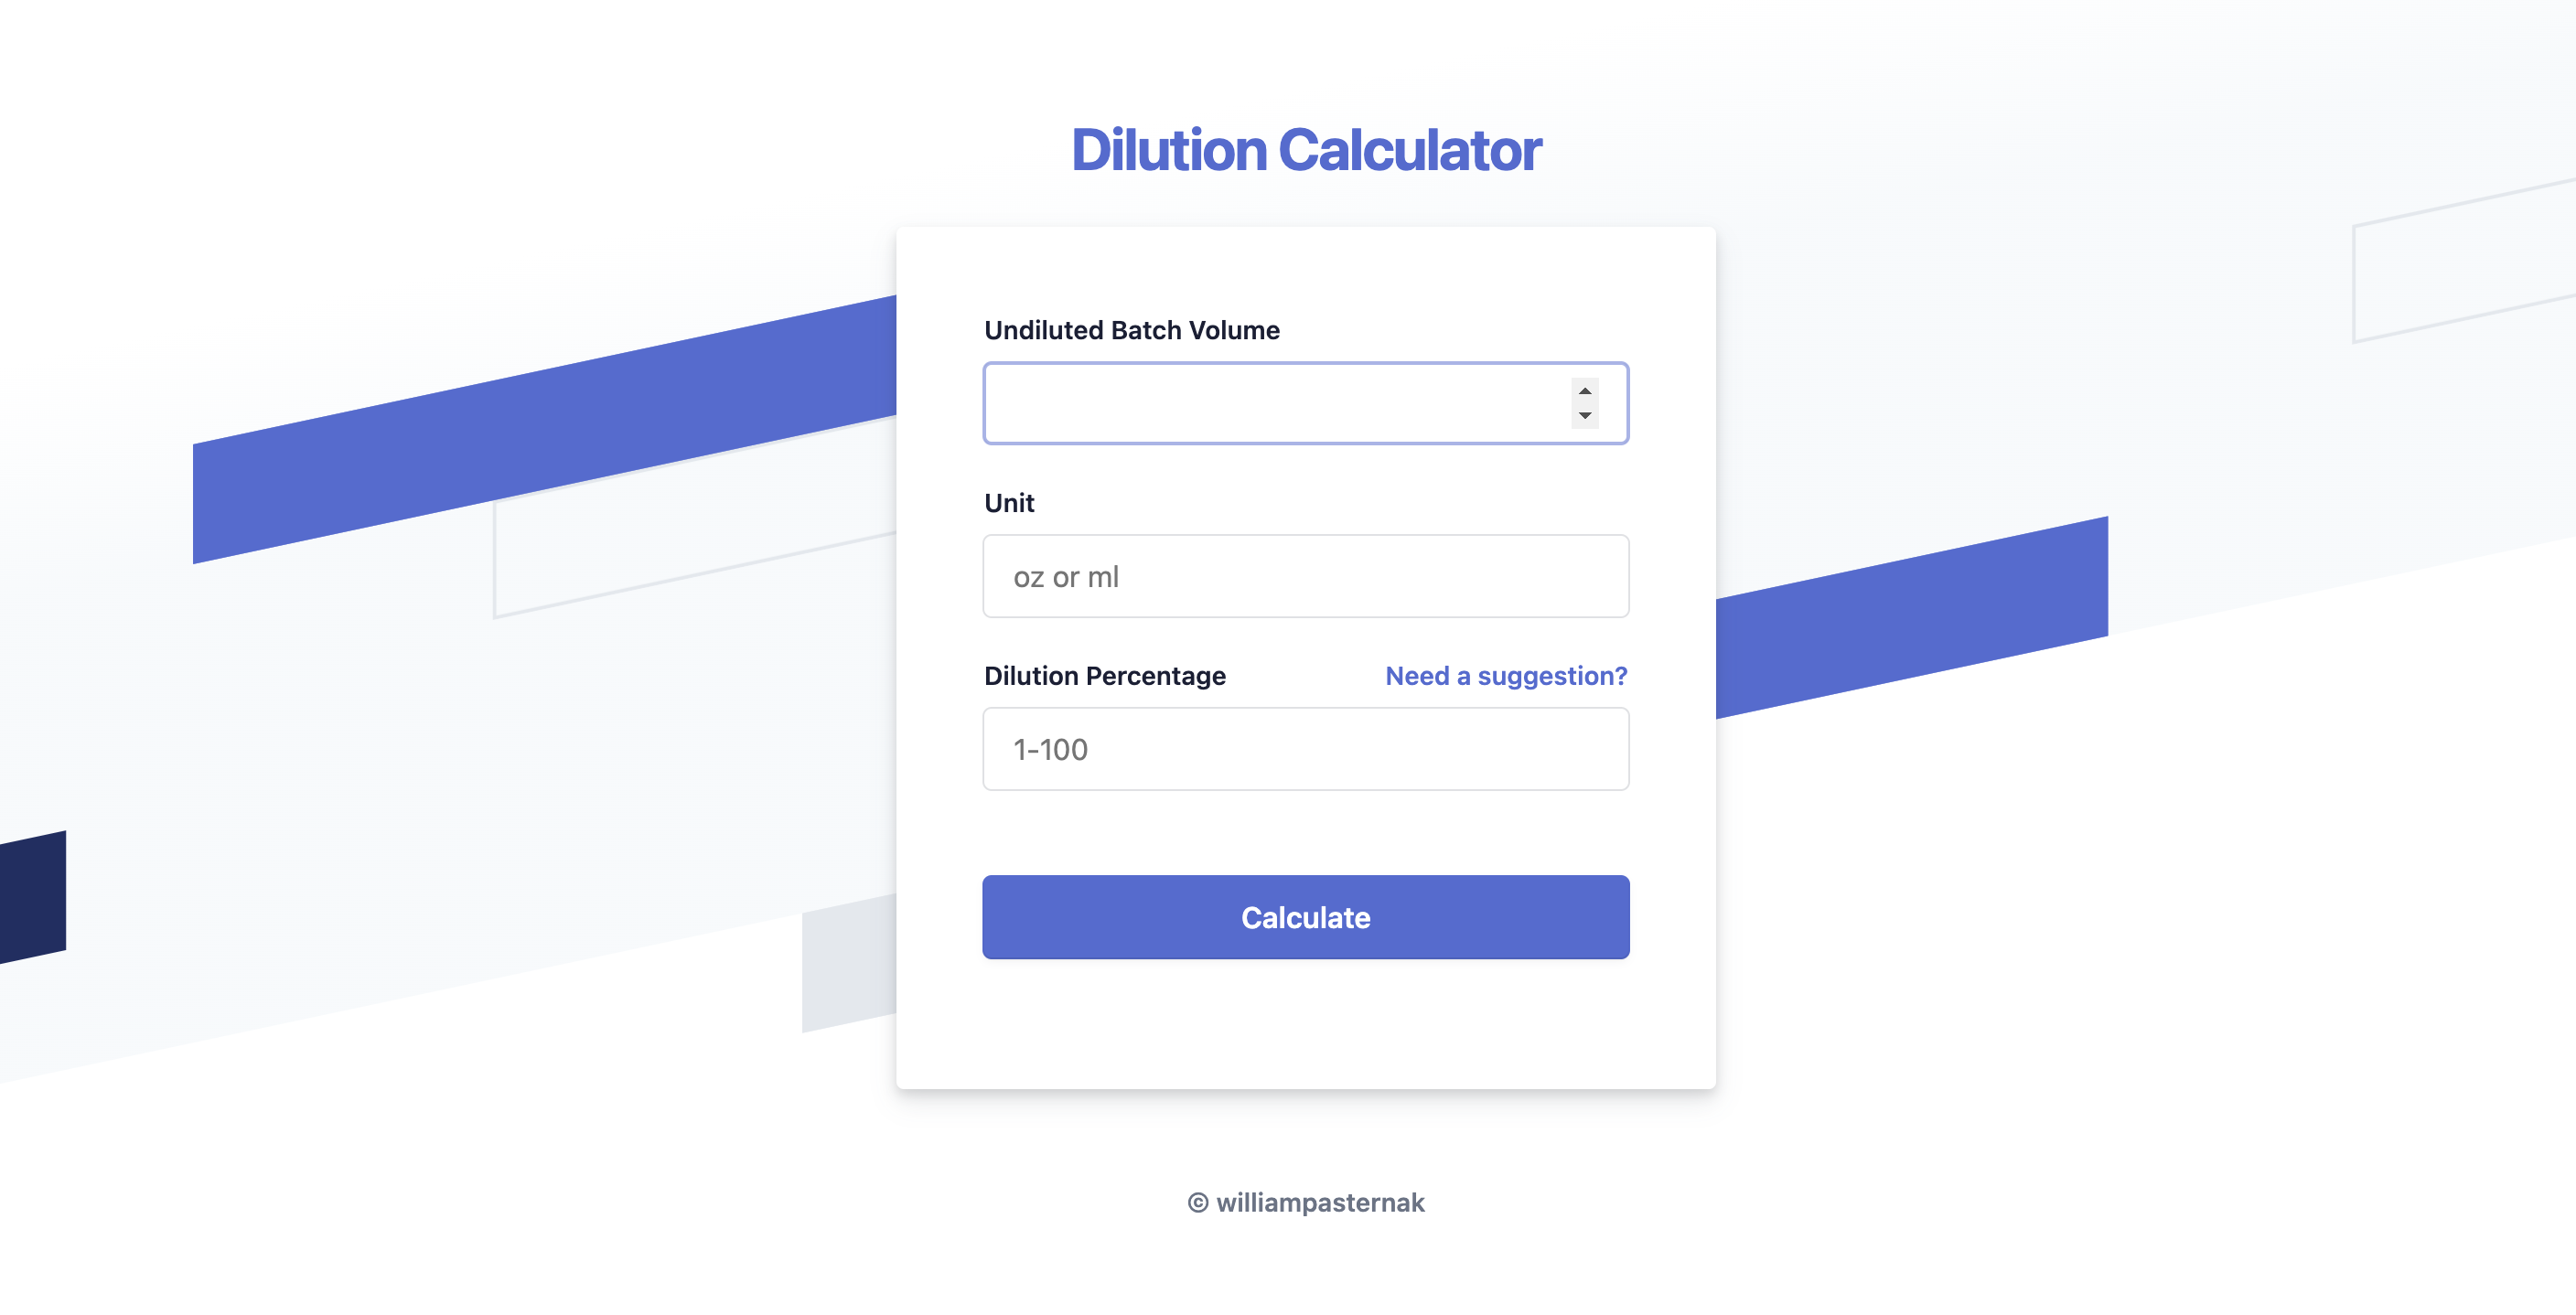 Dilution Calculator
Undiluted Batch Volume
Unit
oz or ml
Dilution Percentage Need a suggestion?
1-100
Calculate
© williampasternak